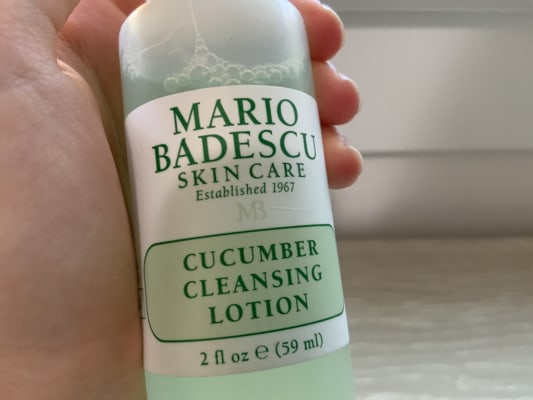 MARIO
BADESCU
SKIN CARE
Established 1967
MB
CUCUMBER
CLEANSING
LOTION
2 fl oz ℮ (59 ml)